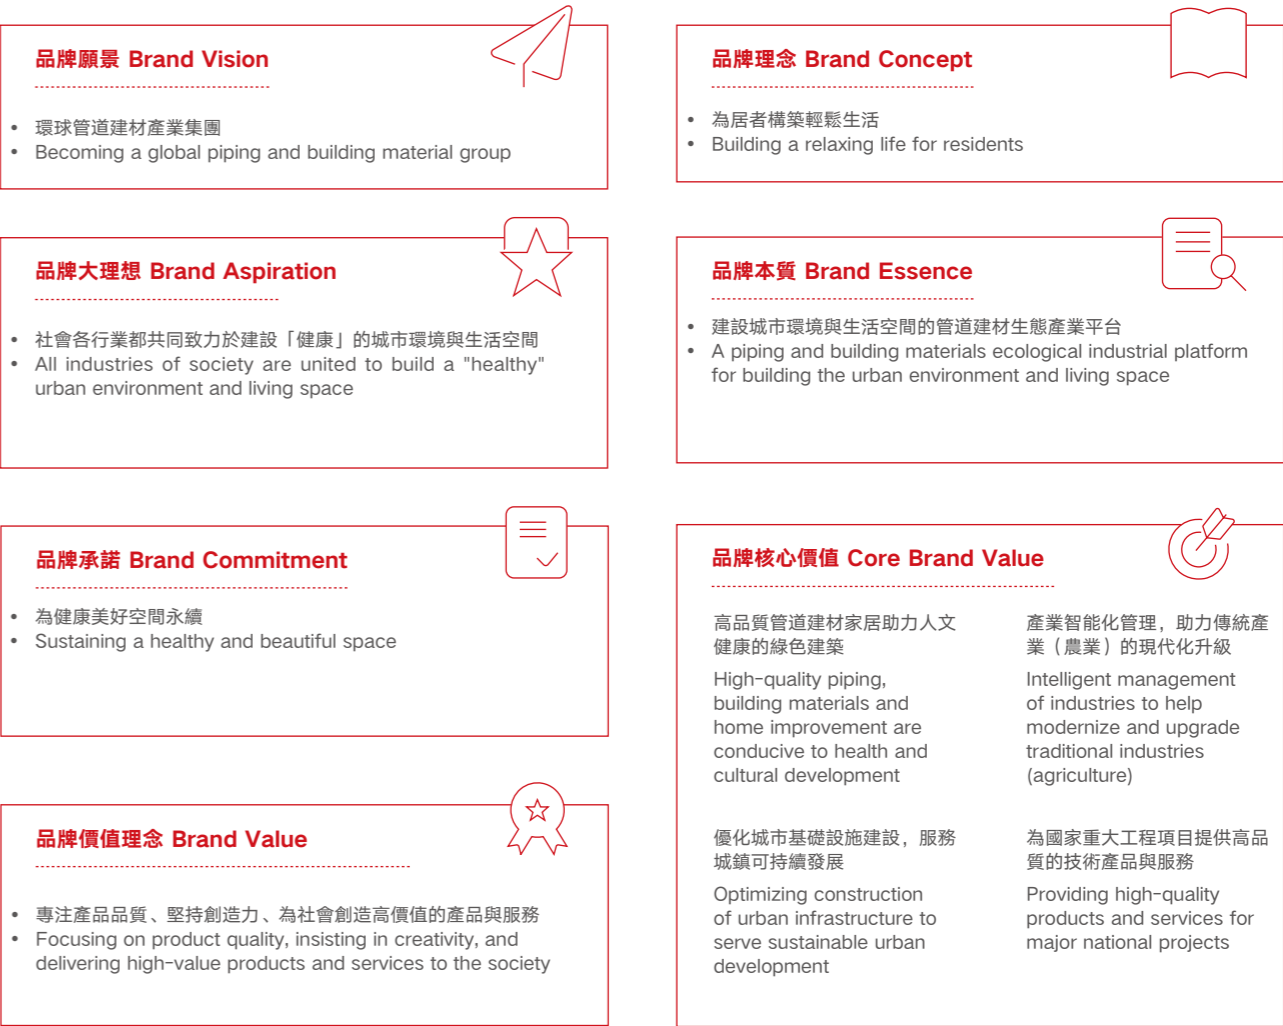 品牌願景 Brand Vision
• 環球管道建材產業集團
• Becoming a global piping and building material group
品牌理念 Brand Concept
• 為居者構築輕鬆生活
• Building a relaxing life for residents
品牌大理想 Brand Aspiration
• 社會各行業都共同致力於建設「健康」的城市環境與生活空間
• All industries of society are united to build a "healthy"
urban environment and living space
品牌本質 Brand Essence
• 建設城市環境與生活空間的管道建材生態產業平台
• A piping and building materials ecological industrial platform
for building the urban environment and living space
品牌承諾 Brand Commitment
• 為健康美好空間永續
• Sustaining a healthy and beautiful space
品牌價值理念 Brand Value
• 專注產品品質、堅持創造力、為社會創造高價值的產品與服務
• Focusing on product quality, insisting in creativity, and
delivering high-value products and services to the society
品牌核心價值 Core Brand Value
高品質管道建材家居助力人文
健康的綠色建築
High-quality piping,
building materials and
home improvement are
conducive to health and
cultural development
產業智能化管理，助力傳統產
業（農業）的現代化升級
Intelligent management
of industries to help
modernize and upgrade
traditional industries
(agriculture)
優化城市基礎設施建設，服務
城鎮可持續發展
Optimizing construction
of urban infrastructure to
serve sustainable urban
development
為國家重大工程項目提供高品
質的技術產品與服務
Providing high-quality
products and services for
major national projects